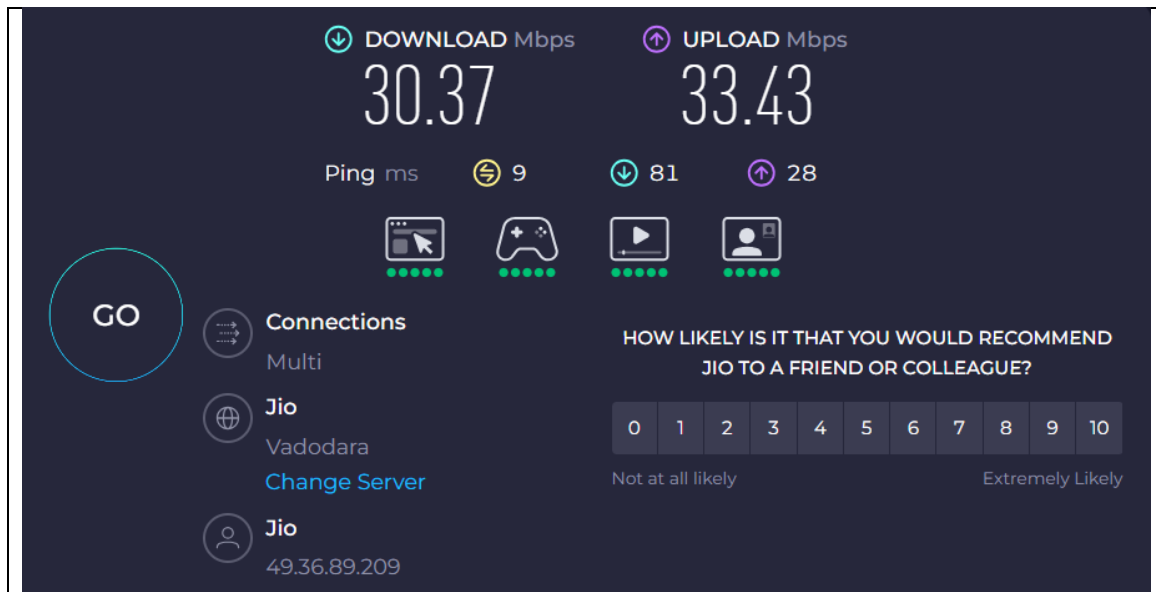 DOWNLOAD Mbps
UPLOAD Mbps
30.37
33.43
Ping ms 9 81 28
GO
Connections
Multi
Jio
Vadodara
Change Server
Jio
49.36.89.209
HOW LIKELY IS IT THAT YOU WOULD RECOMMEND
JIO TO A FRIEND OR COLLEAGUE?
0 1 2 3 4 5 6 7 8 9 10
Not at all likely
Extremely Likely